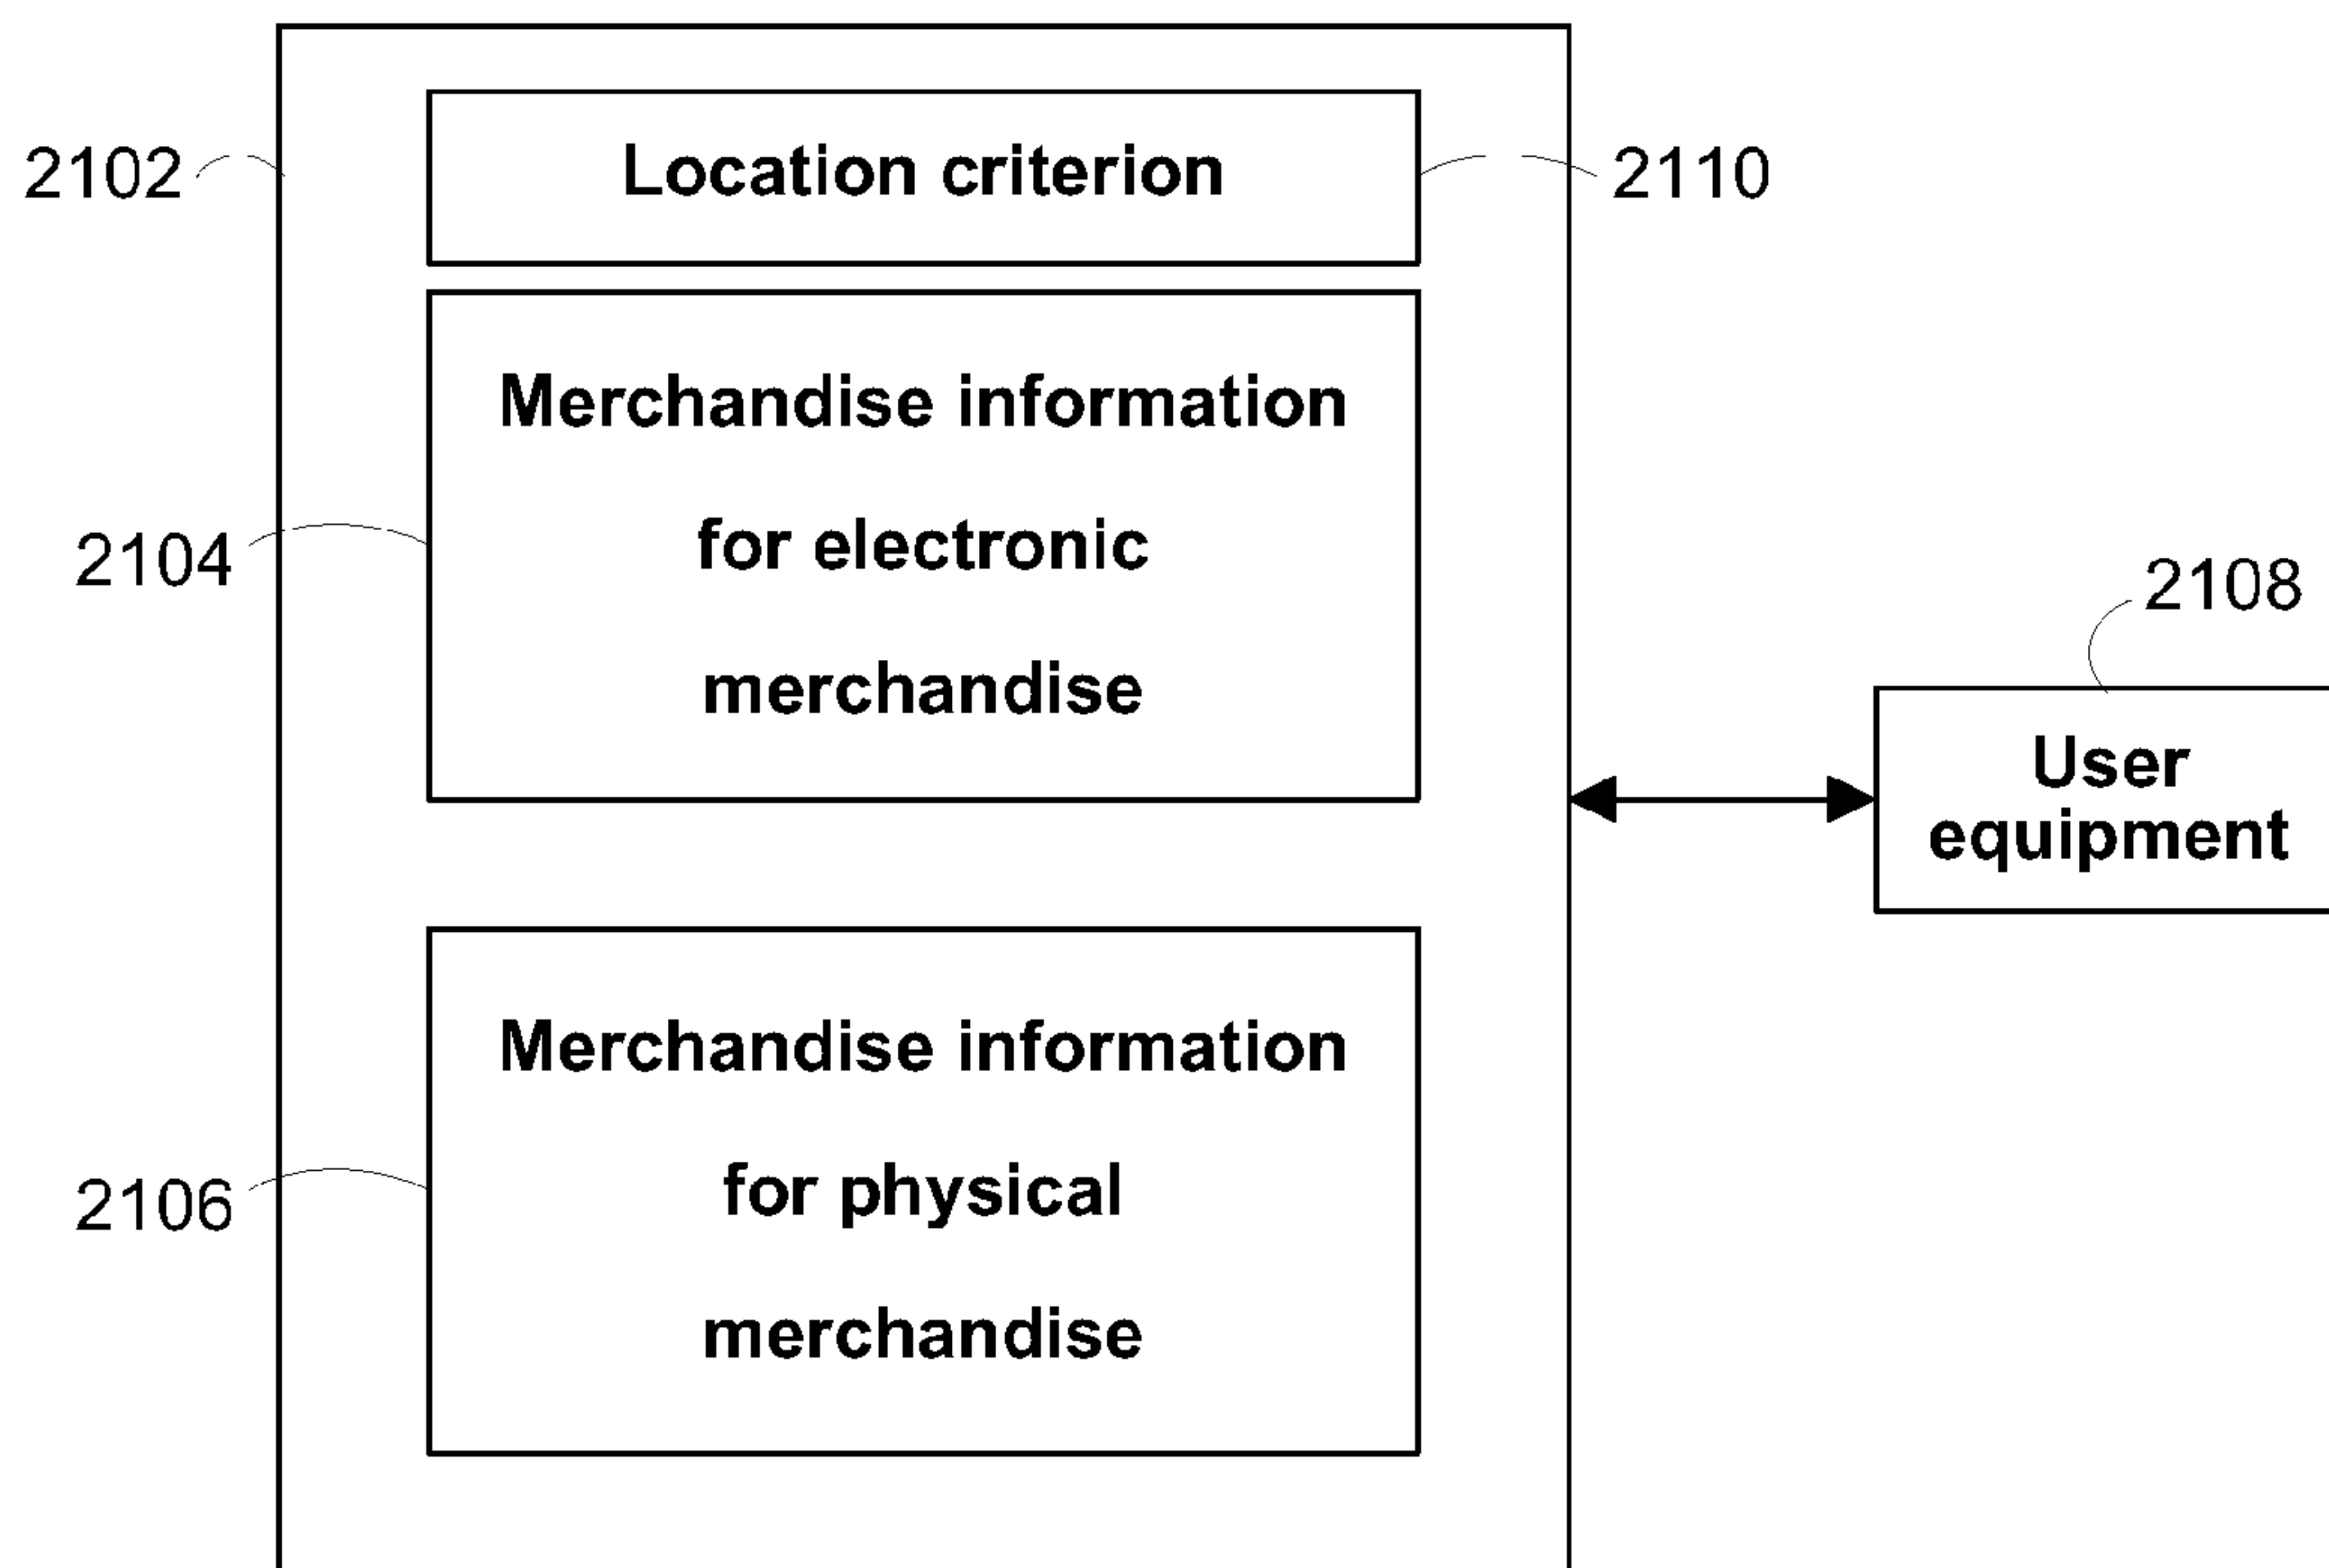 2102
Location criterion
2110
Merchandise information
for electronic
merchandise
2104
2108
User
equipment
Merchandise information
for physical
merchandise
2106